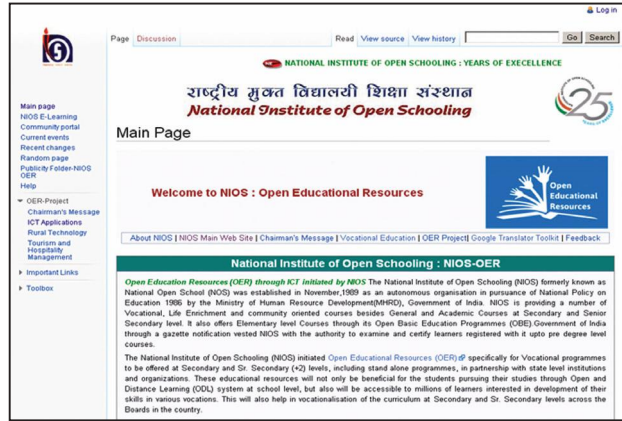 Log in
Page Discussion Read View source View history Go Search
NATIONAL INSTITUTE OF OPEN SCHOOLING : YEARS OF EXECELLENCE
राष्ट्रीय मुक्त विद्यालयी शिक्षा संस्थान
National Institute of Open Schooling
25
Main Page
Main page
NIOS E-Learning
Community portal
Current events
Recent changes
Random page
Publicity Folder-NIOS
OER
Help
OER-Project
Chairman's Message
ICT Applications
Rural Technology
Tourism and
Hospitality
Management
Important Links
Toolbox
Welcome to NIOS : Open Educational Resources
Open
Educational
Resources
About NIOS | NIOS Main Web Site | Chairman's Message | Vocational Education | OER Project| Google Translator Toolkit | Feedback
National Institute of Open Schooling : NIOS-OER
Open Education Resources (OER) through ICT initiated by NIOS The National Institute of Open Schooling (NIOS) formerly known as
National Open School (NOS) was established in November,1989 as an autonomous organisation in pursuance of National Policy on
Education 1986 by the Ministry of Human Resource Development(MHRD), Government of India. NIOS is providing a number of
Vocational, Life Enrichment and community oriented courses besides General and Academic Courses at Secondary and Senior
Secondary level. It also offers Elementary level Courses through its Open Basic Education Programmes (OBE).Government of India
through a gazette notification vested NIOS with the authority to examine and certify learners registered with it upto pre degree level
courses.
The National Institute of Open Schooling (NIOS) initiated Open Educational Resources (OER) specifically for Vocational programmes
to be offered at Secondary and Sr. Secondary (+2) levels, including stand alone programmes, in partnership with state level institutions
and organizations. These educational resources will not only be beneficial for the students pursuing their studies through Open and
Distance Learning (ODL) system at school level, but also will be accessible to millions of learners interested in development of their
skills in various vocations. This will also help in vocationalisation of the curriculum at Secondary and Sr. Secondary levels across the
Boards in the country.